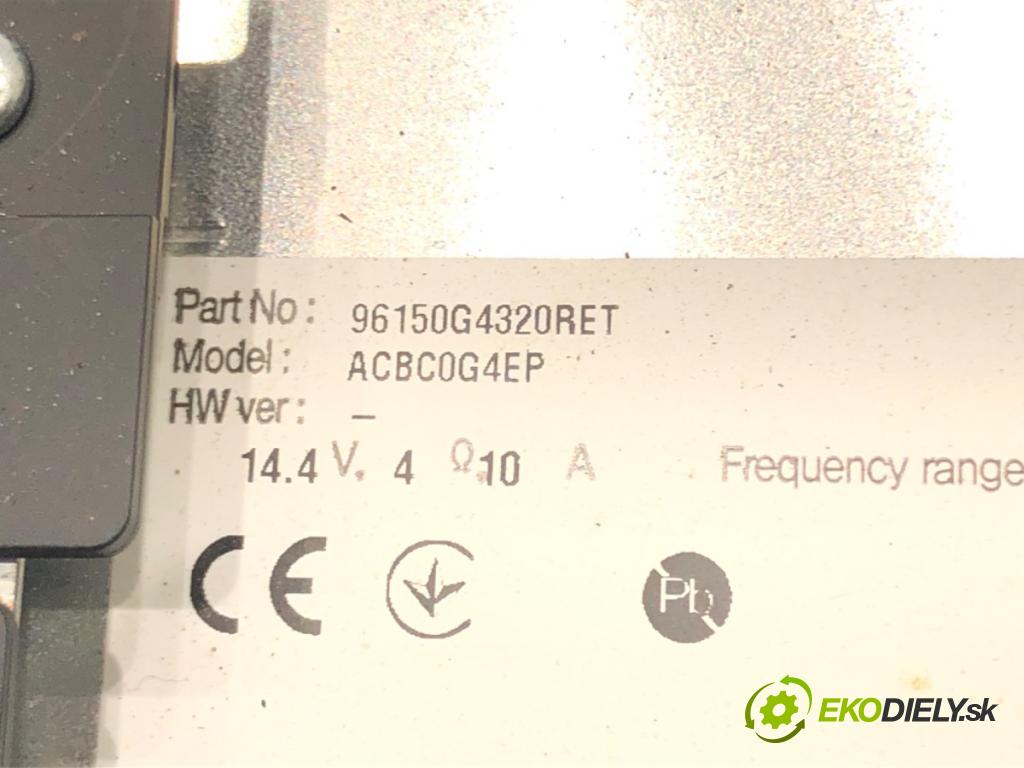 Part No: 96150G4320RET
Model: ACBC0G4EP
HW ver: –
14.4 V. 4 Ω.10 A Frequency range
CE
Pb
EKODIELY.sk